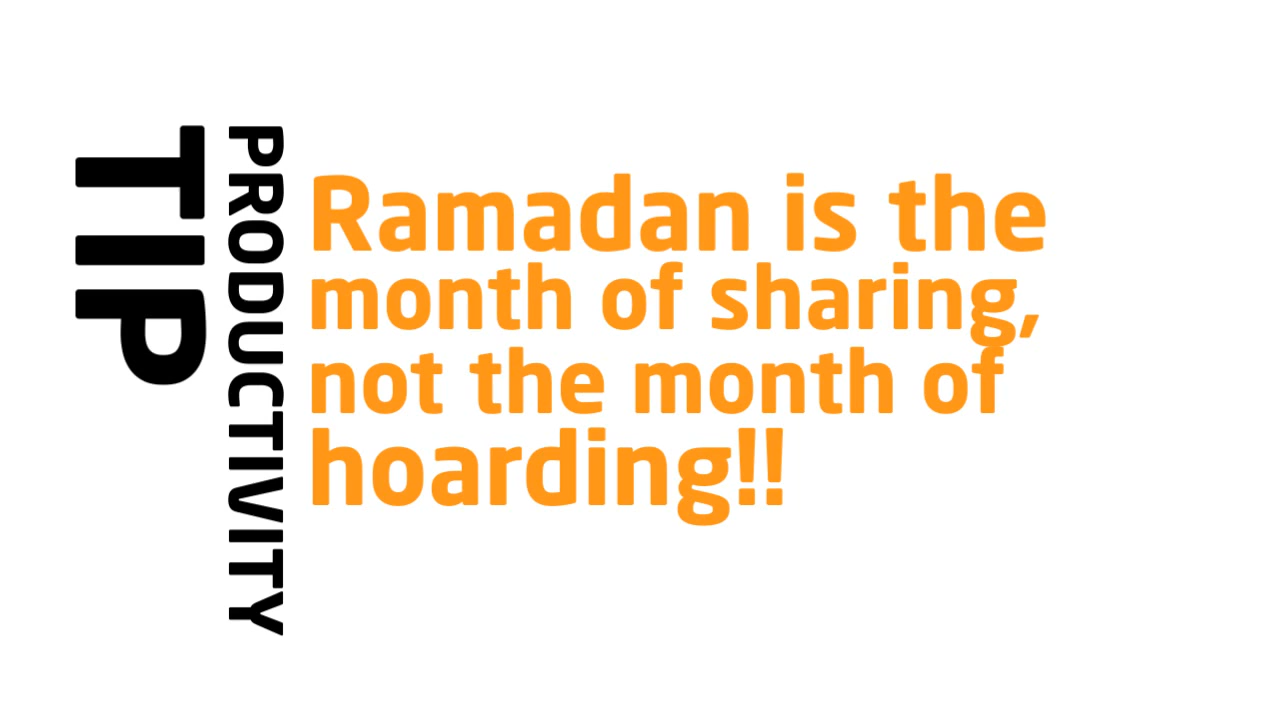 PRODUCTIVITY
TIP
Ramadan is the
month of sharing,
not the month of
hoarding!!